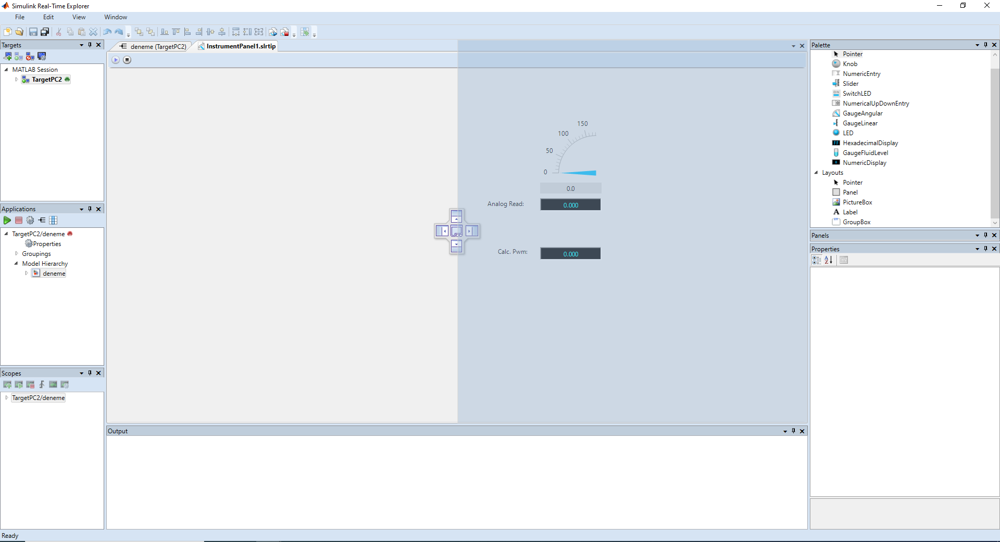 Simulink Real-Time Explorer
File Edit View Window
Targets
MATLAB Session
TargetPC2
Applications
TargetPC2/deneme
Properties
Groupings
Model Hierarchy
deneme
Scopes
TargetPC2/deneme
deneme (TargetPC2)
InstrumentPanel1.slrtip
150
100
50
0
0.0
Analog Read: 0.000
Calc. Pwm: 0.000
Output
Palette
Pointer
Knob
NumericEntry
Slider
SwitchLED
NumericalUpDownEntry
GaugeAngular
GaugeLinear
LED
HexadecimalDisplay
GaugeFluidLevel
NumericDisplay
Layouts
Pointer
Panel
PictureBox
Label
GroupBox
Panels
Properties
Ready